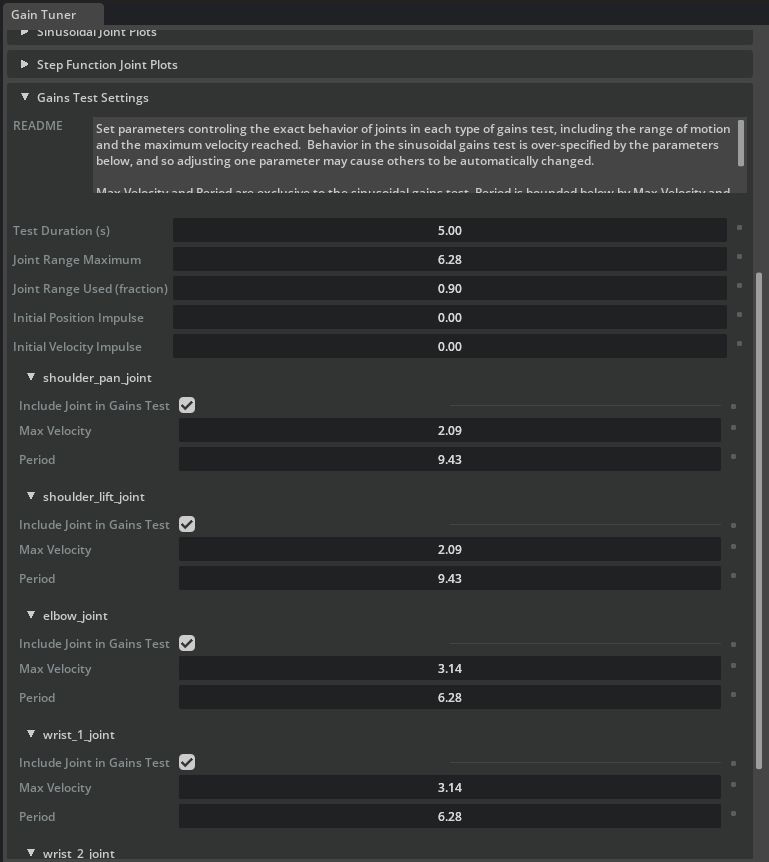 Gain Tuner
Sinusoidal Joint Plots
Step Function Joint Plots
Gains Test Settings
README
Set parameters controling the exact behavior of joints in each type of gains test, including the range of motion
and the maximum velocity reached.  Behavior in the sinusoidal gains test is over-specified by the parameters
below, and so adjusting one parameter may cause others to be automatically changed.
Max Velocity and Period are exclusive to the sinusoidal gains test. Period is bounded below by Max Velocity and
Test Duration (s) 5.00
Joint Range Maximum 6.28
Joint Range Used (fraction) 0.90
Initial Position Impulse 0.00
Initial Velocity Impulse 0.00
shoulder_pan_joint
Include Joint in Gains Test
Max Velocity 2.09
Period 9.43
shoulder_lift_joint
Include Joint in Gains Test
Max Velocity 2.09
Period 9.43
elbow_joint
Include Joint in Gains Test
Max Velocity 3.14
Period 6.28
wrist_1_joint
Include Joint in Gains Test
Max Velocity 3.14
Period 6.28
wrist_2_joint